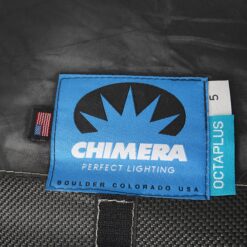 CHIMERA
PERFECT LIGHTING
BOULDER COLORADO USA
OCTAPLUS 5